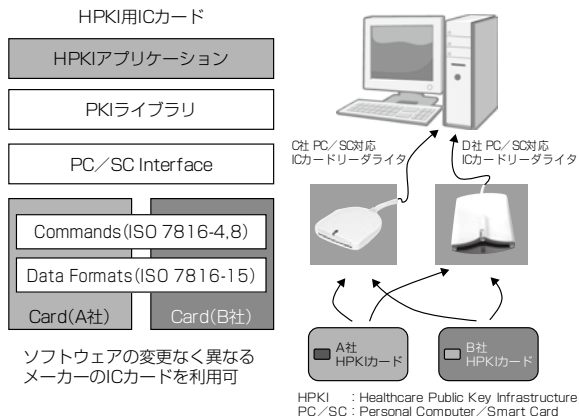 HPKI用ICカード
HPKIアプリケーション
PKIライブラリ
PC／SC Interface
Commands(ISO 7816-4,8)
Data Formats(ISO 7816-15)
Card(A社)
Card(B社)
ソフトウェアの変更なく異なる
メーカーのICカードを利用可
C社 PC／SC対応
ICカードリーダライタ
D社 PC／SC対応
ICカードリーダライタ
A社
HPKIカード
B社
HPKIカード
HPKI　：Healthcare Public Key Infrastructure
PC／SC：Personal Computer／Smart Card